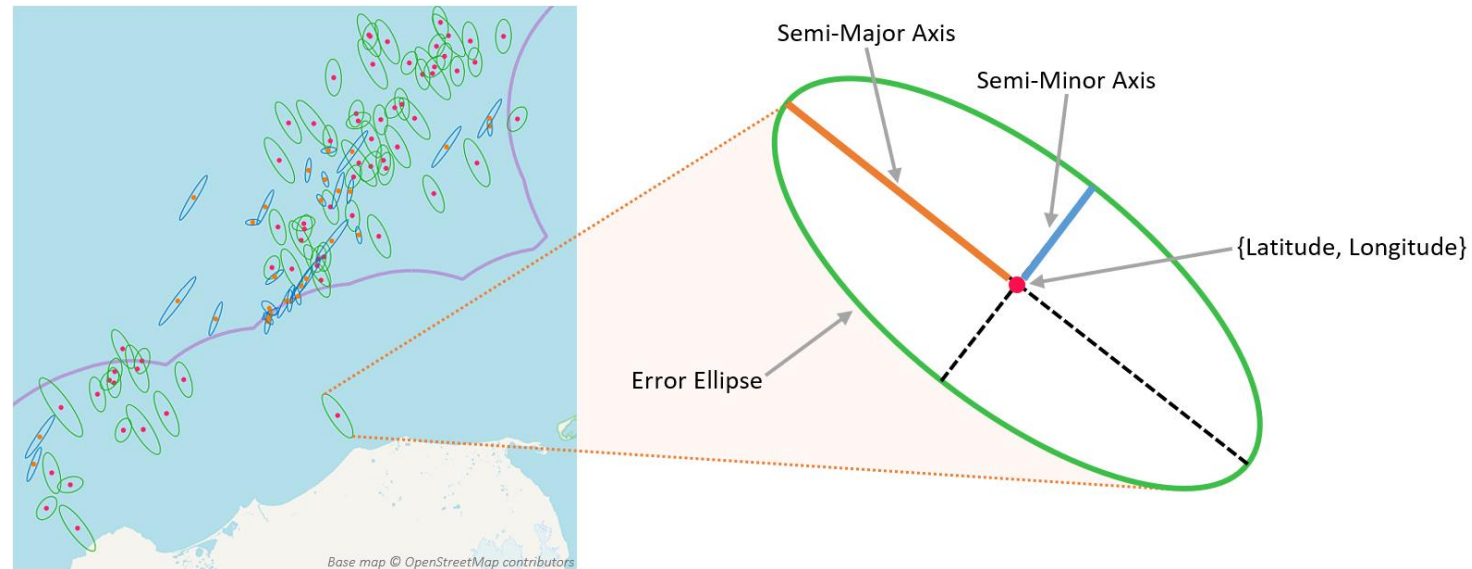 Semi-Major Axis
Semi-Minor Axis
{Latitude, Longitude}
Error Ellipse
Base map © OpenStreetMap contributors